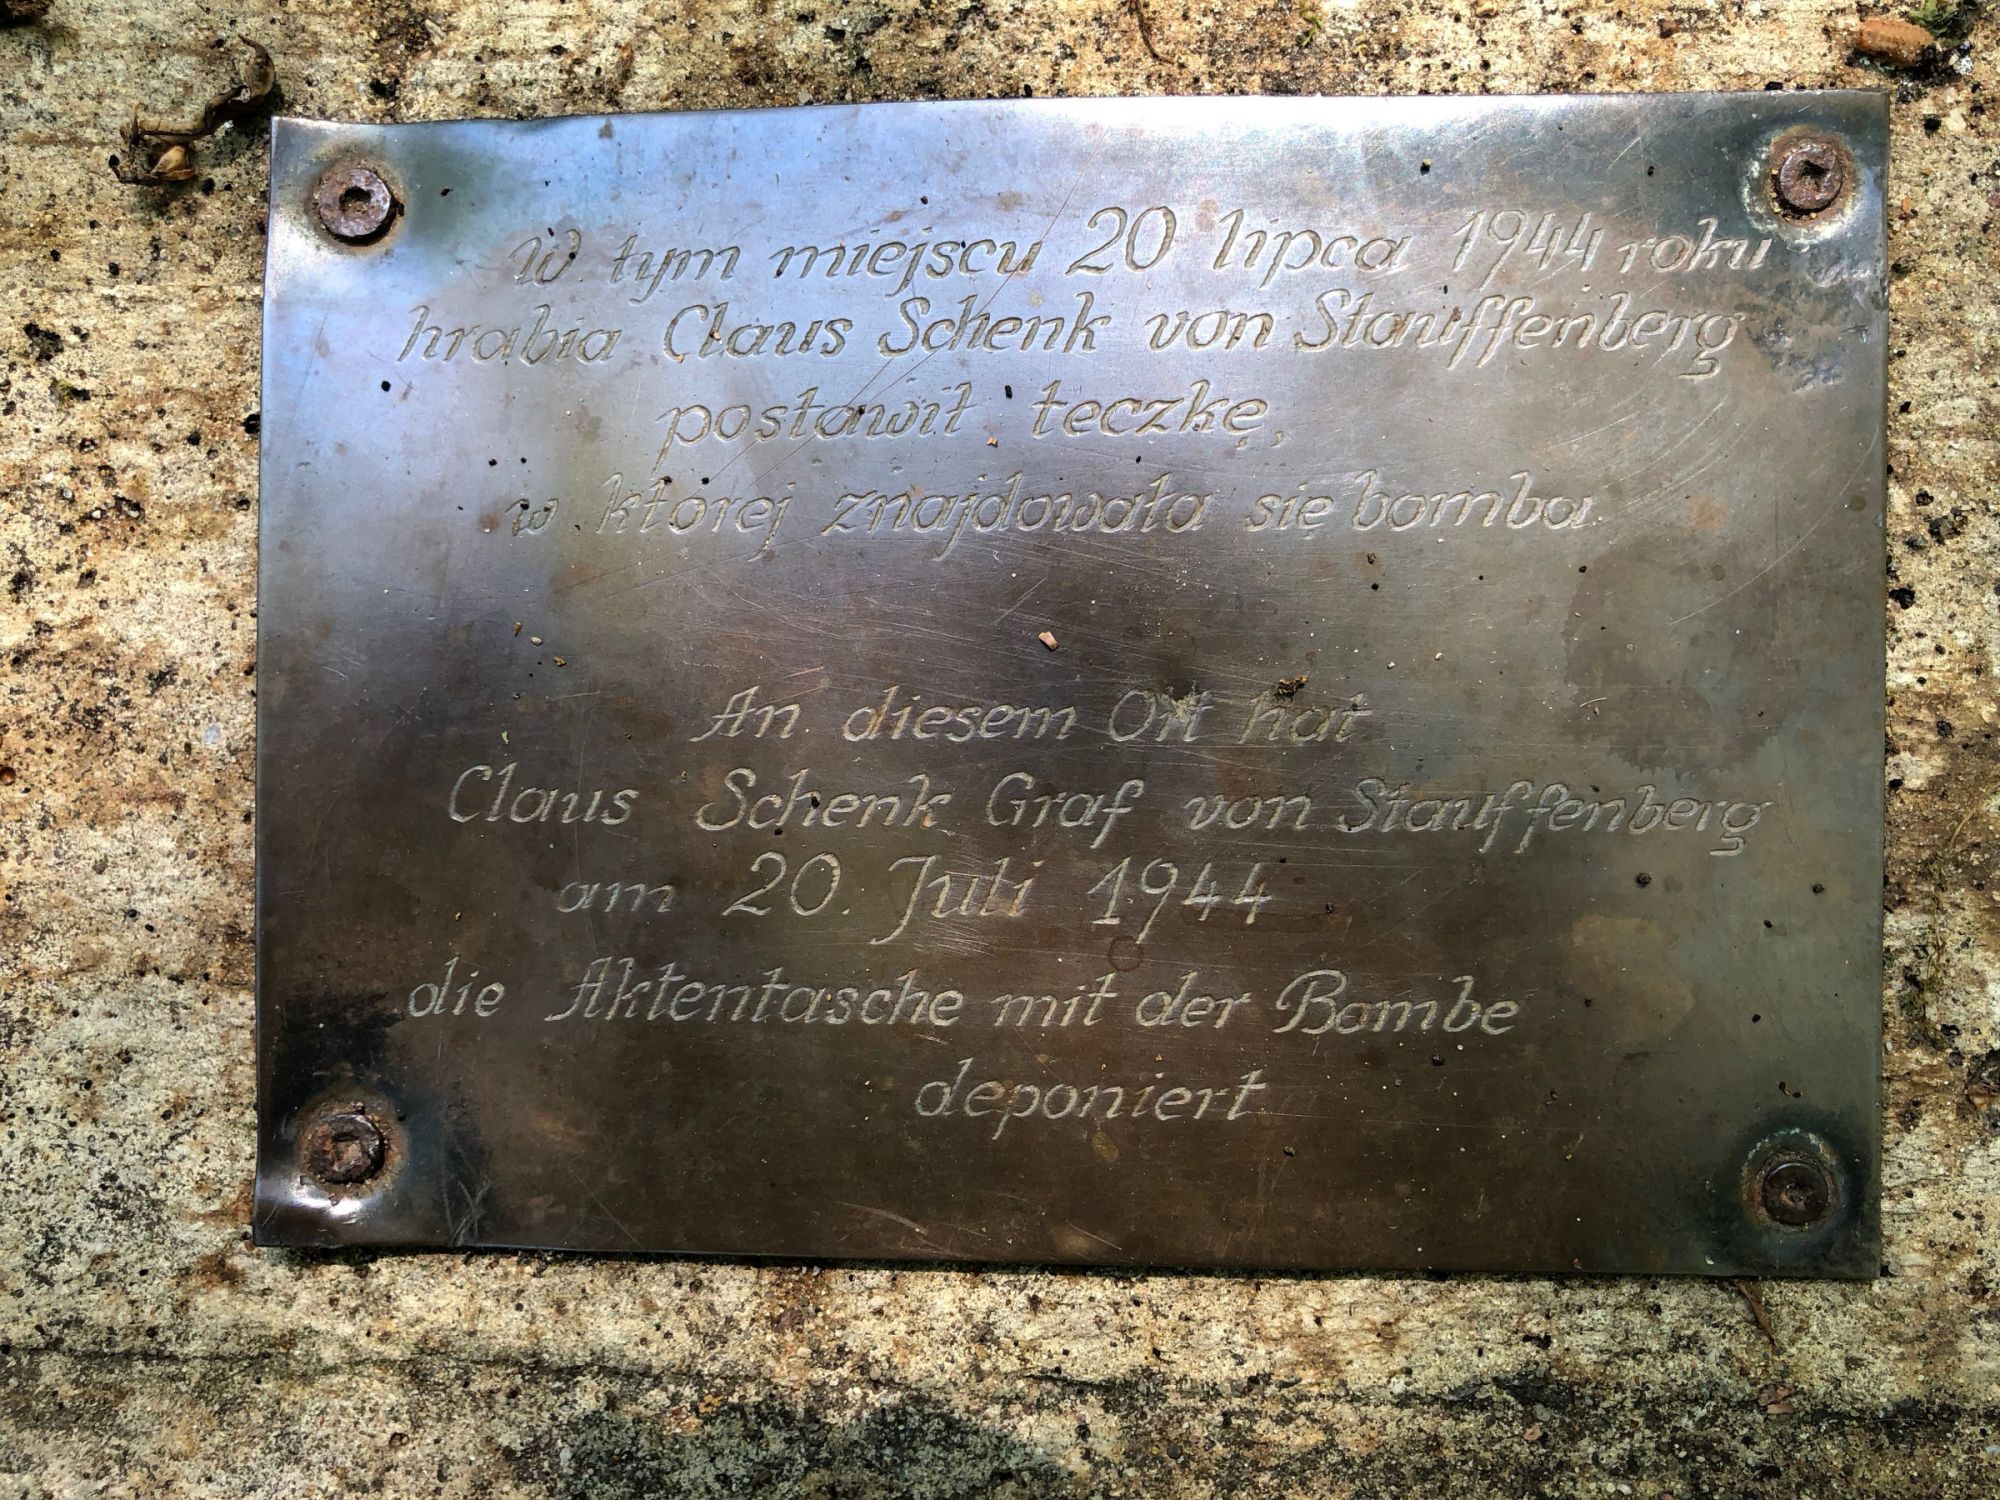 W tym miejscu 20 lipca 1944 roku
hrabia Claus Schenk von Stauffenberg
postawił teczkę,
w której znajdowała się bomba.
An diesem Ort hat
Claus Schenk Graf von Stauffenberg
am 20. Juli 1944
die Aktentasche mit der Bombe
deponiert